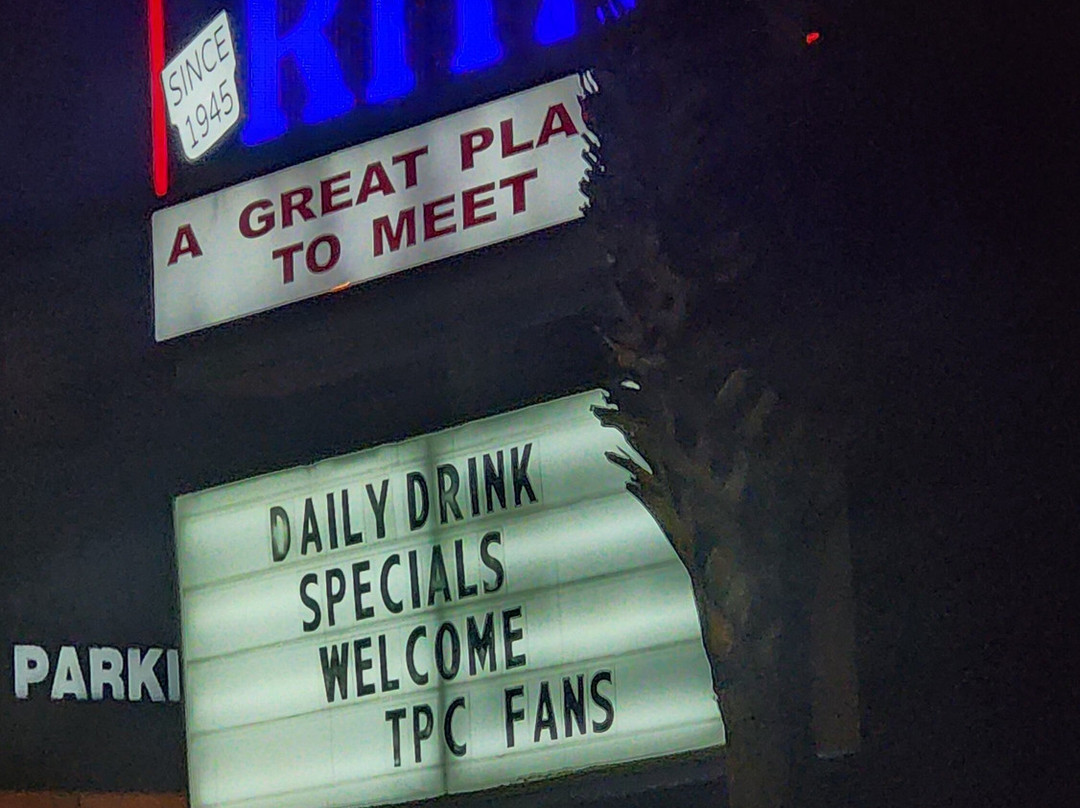 SINCE
1945
A GREAT PLA
TO MEET
DAILY DRINK
SPECIALS
WELCOME
TPC FANS
PARKI